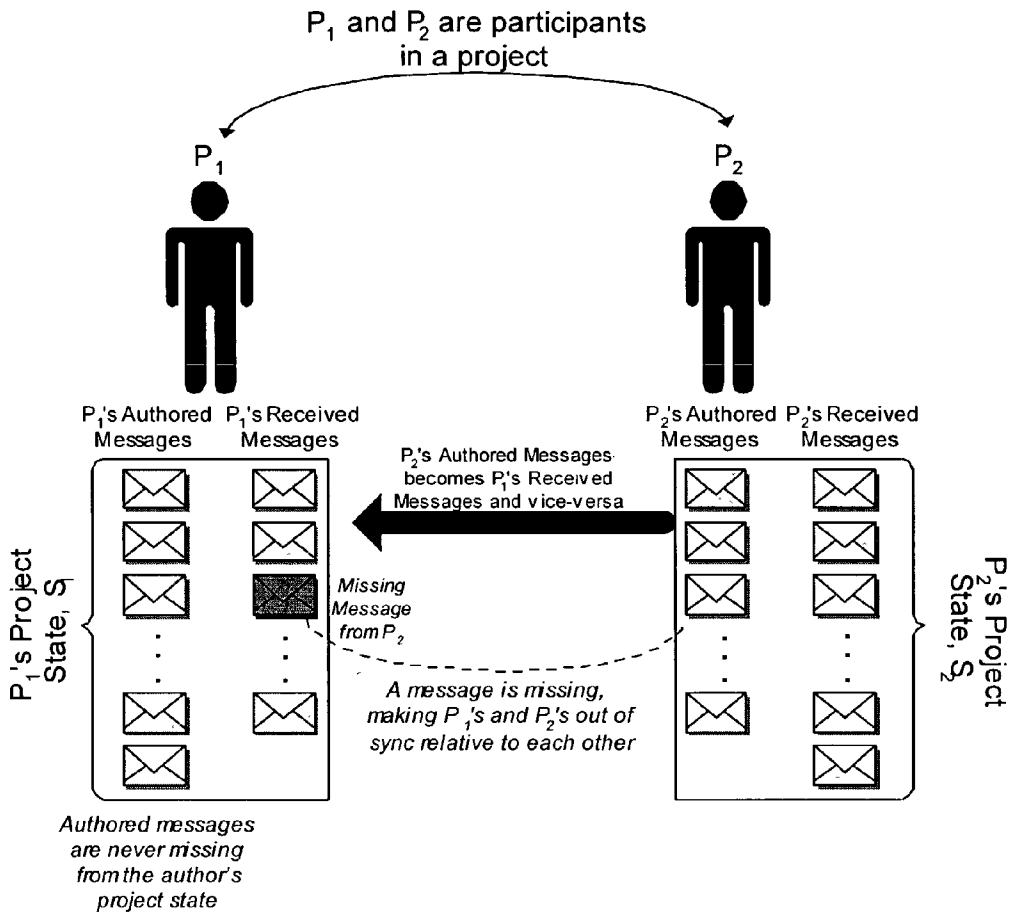 P₁ and P₂ are participants
in a project
P₁
P₂
P₁'s Authored
Messages
P₁'s Received
Messages
P₂'s Authored
Messages
P₂'s Received
Messages
P₂'s Authored Messages
becomes P₁'s Received
Messages and vice-versa
P₁'s Project
State, S₁
Missing
Message
from P₂
P₂'s Project
State, S₂
A message is missing,
making P₁'s and P₂'s out of
sync relative to each other
Authored messages
are never missing
from the author's
project state